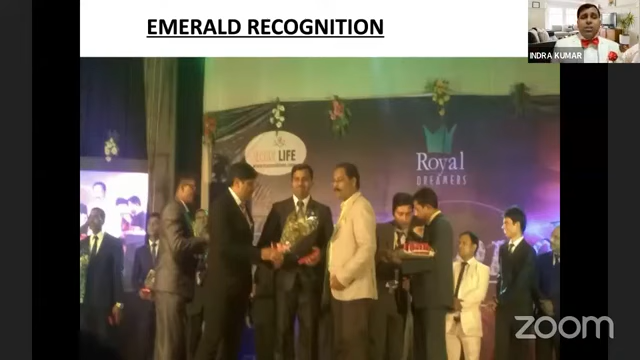 EMERALD RECOGNITION
INDRA KUMAR
LIFE
Royal
DREAMERS
zoom